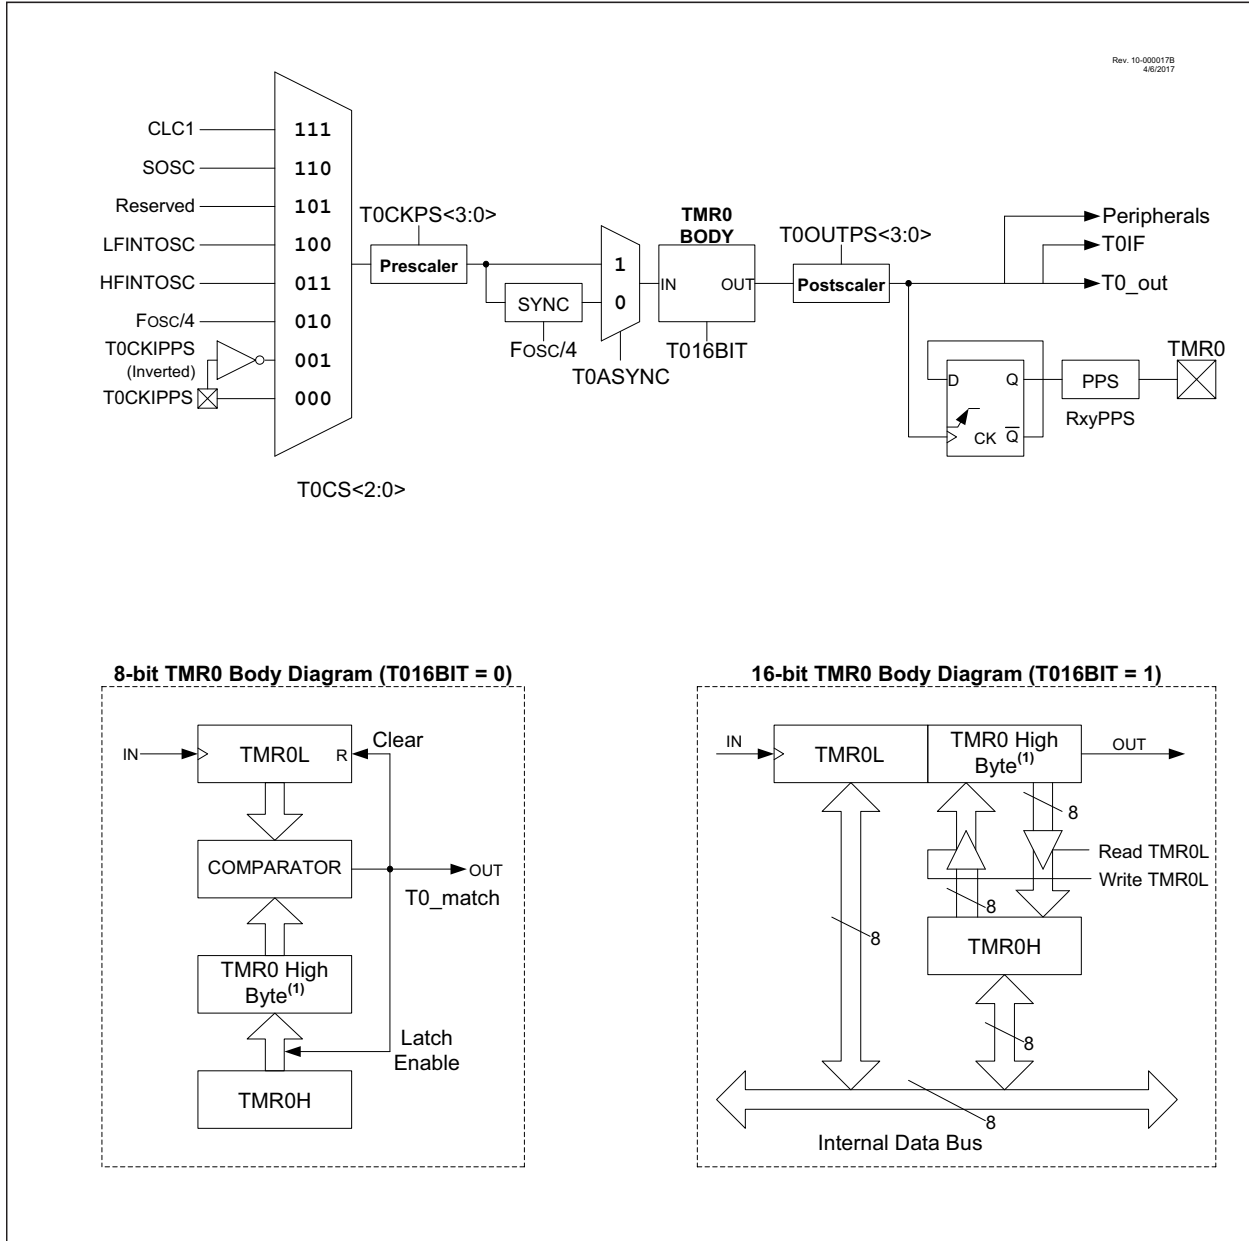 Rev. 10-000017B
4/6/2017
CLC1
111
SOSC
110
Reserved
101
LFINTOSC
100
HFINTOSC
011
FOSC/4
010
T0CKIPPS
(Inverted)
001
T0CKIPPS
000
T0CS<2:0>
T0CKPS<3:0>
Prescaler
SYNC
FOSC/4
1
0
T0ASYNC
TMR0
BODY
IN
OUT
T016BIT
T0OUTPS<3:0>
Postscaler
Peripherals
T0IF
T0_out
D
Q
CK
Q
PPS
RxyPPS
TMR0
8-bit TMR0 Body Diagram (T016BIT = 0)
IN
TMR0L
R
Clear
COMPARATOR
OUT
T0_match
TMR0 High
Byte(1)
Latch
Enable
TMR0H
16-bit TMR0 Body Diagram (T016BIT = 1)
IN
TMR0L
TMR0 High
Byte(1)
OUT
8
Read TMR0L
Write TMR0L
8
8
TMR0H
8
8
Internal Data Bus